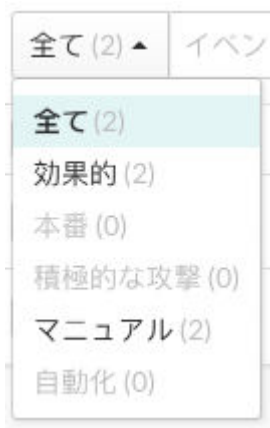 全て (2) イベン
全て (2)
効果的 (2)
本番 (0)
積極的な攻撃 (0)
マニュアル (2)
自動化 (0)